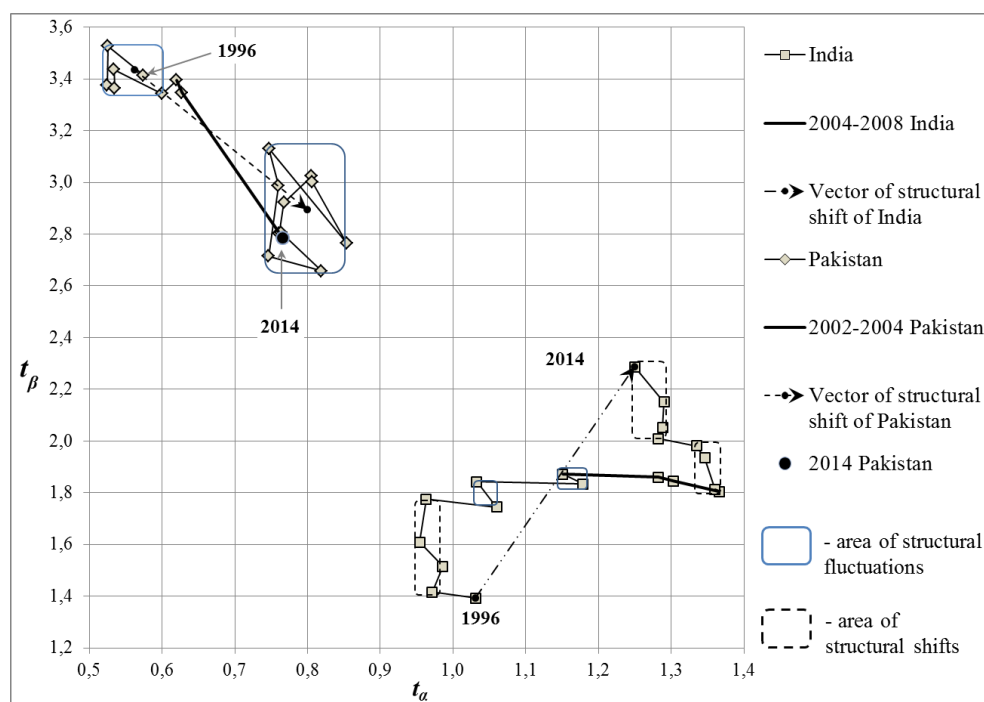 3,6
3,4
3,2
3,0
2,8
2,6
2,4
2,2
2,0
1,8
1,6
1,4
1,2
t_β
0,5 0,6 0,7 0,8 0,9 1,0 1,1 1,2 1,3 1,4
t_α
1996
2014
2014
1996
India
2004-2008 India
Vector of structural
shift of India
Pakistan
2002-2004 Pakistan
Vector of structural
shift of Pakistan
2014 Pakistan
- area of structural
fluctuations
- area of
structural shifts